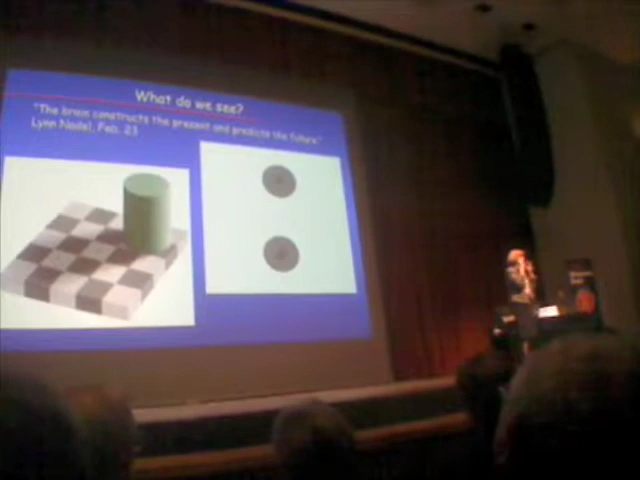 What do we see?
"The brain constructs the present and predicts the future."
Lynn Nadel, Feb. 23